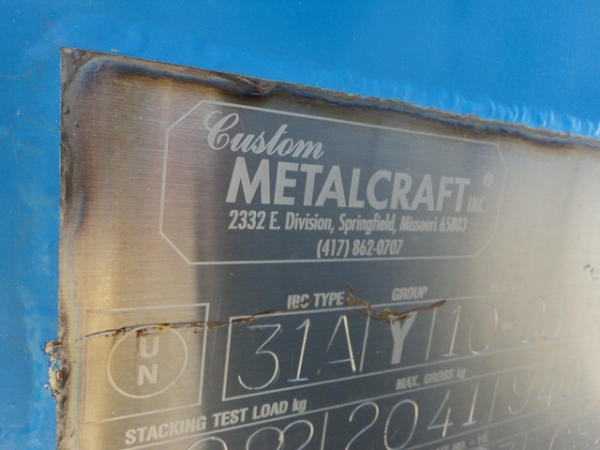 Custom
METALCRAFT INC.®
2332 E. Division, Springfield, Missouri 65803
(417) 862-0707
IBC TYPE GROUP
UN 31A Y 10-
STACKING TEST LOAD kg MAX. GROSS kg
2041